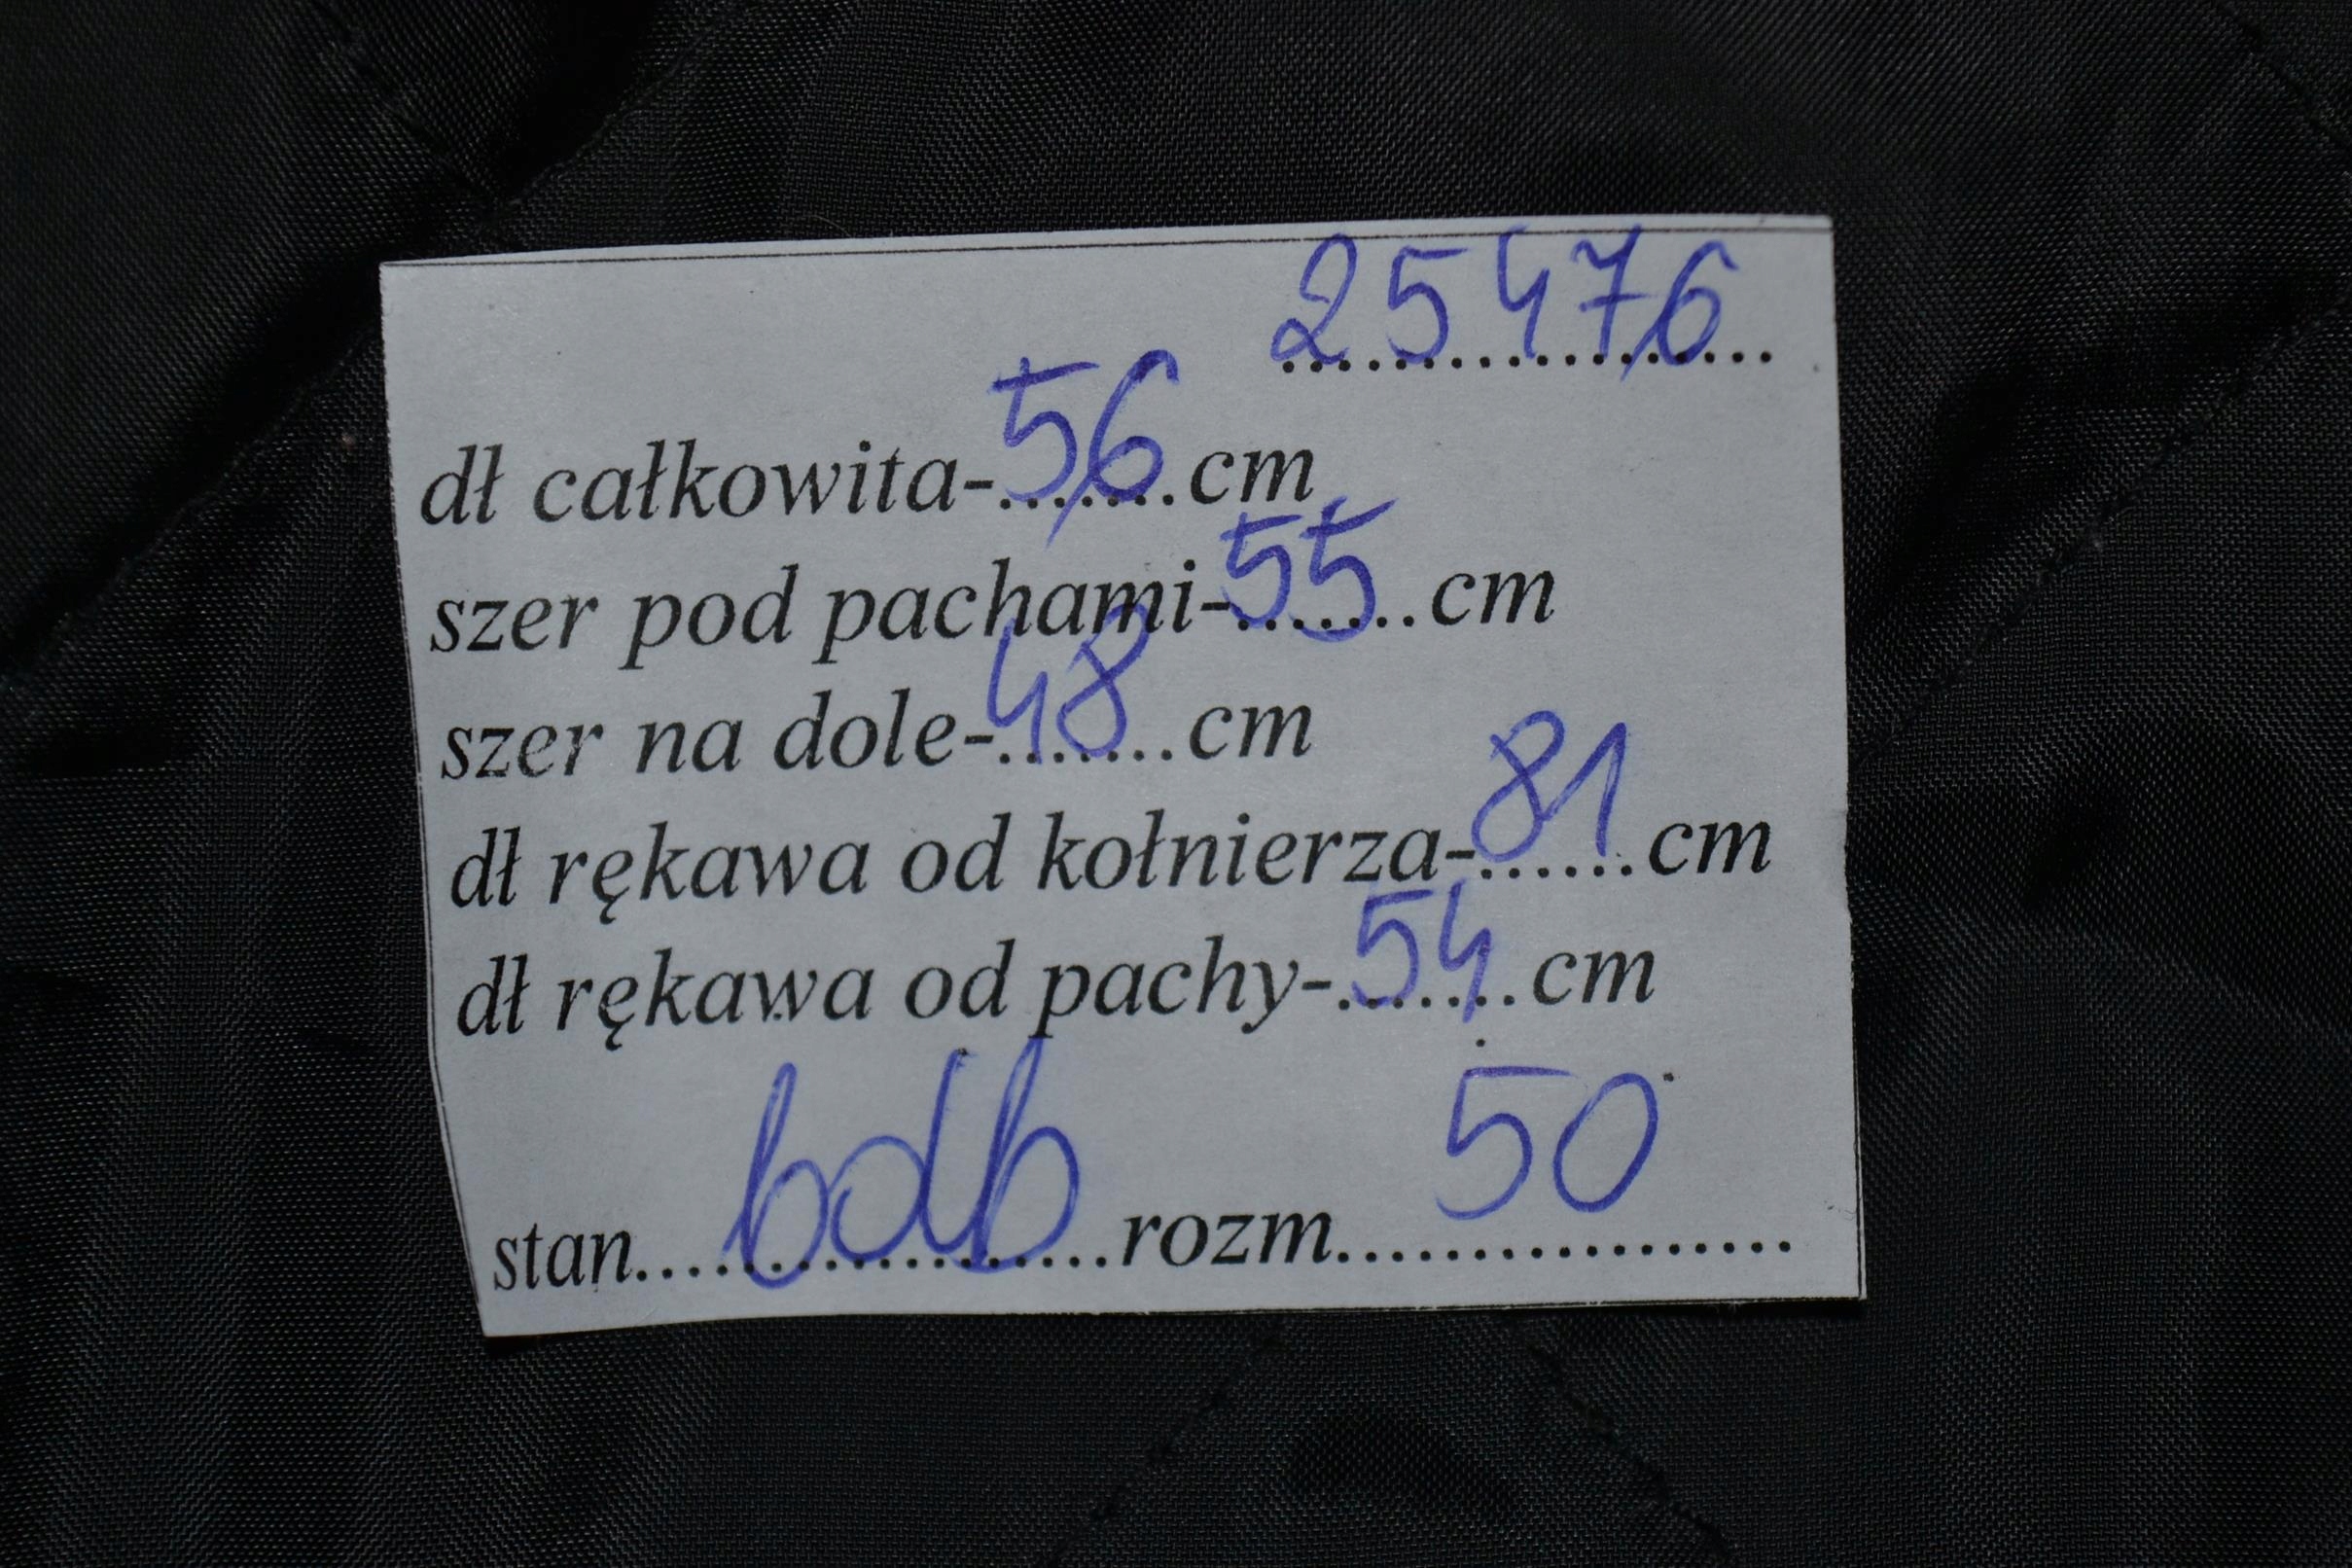 25476
dł całkowita-56cm
szer pod pachami-55cm
szer na dole-48cm
dł rękawa od kołnierza-81cm
dł rękawa od pachy-54cm
stan....bdb....rozm....50....